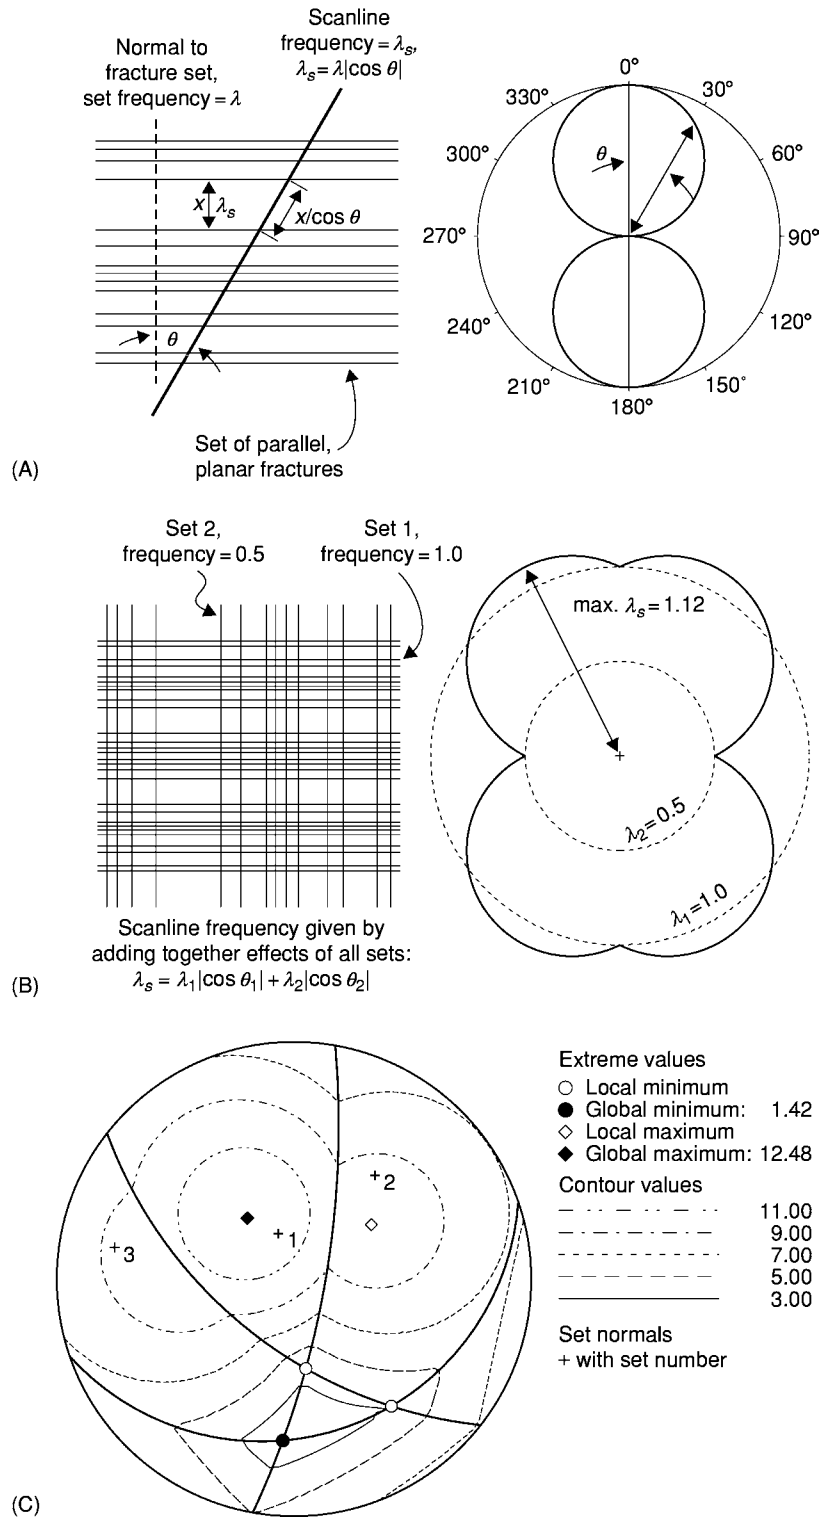 Normal to
fracture set,
set frequency = λ
Scanline
frequency = λs,
λs = λ|cos θ|
x λs
x/cos θ
θ
Set of parallel,
planar fractures
0°
30°
60°
90°
120°
150°
180°
210°
240°
270°
300°
330°
θ
(A)
Set 2,
frequency = 0.5
Set 1,
frequency = 1.0
max. λs = 1.12
λ2 = 0.5
λ1 = 1.0
Scanline frequency given by
adding together effects of all sets:
λs = λ1|cos θ1| + λ2|cos θ2|
(B)
+1
+2
+3
Extreme values
Local minimum
Global minimum: 1.42
Local maximum
Global maximum: 12.48
Contour values
11.00
9.00
7.00
5.00
3.00
Set normals
+ with set number
(C)